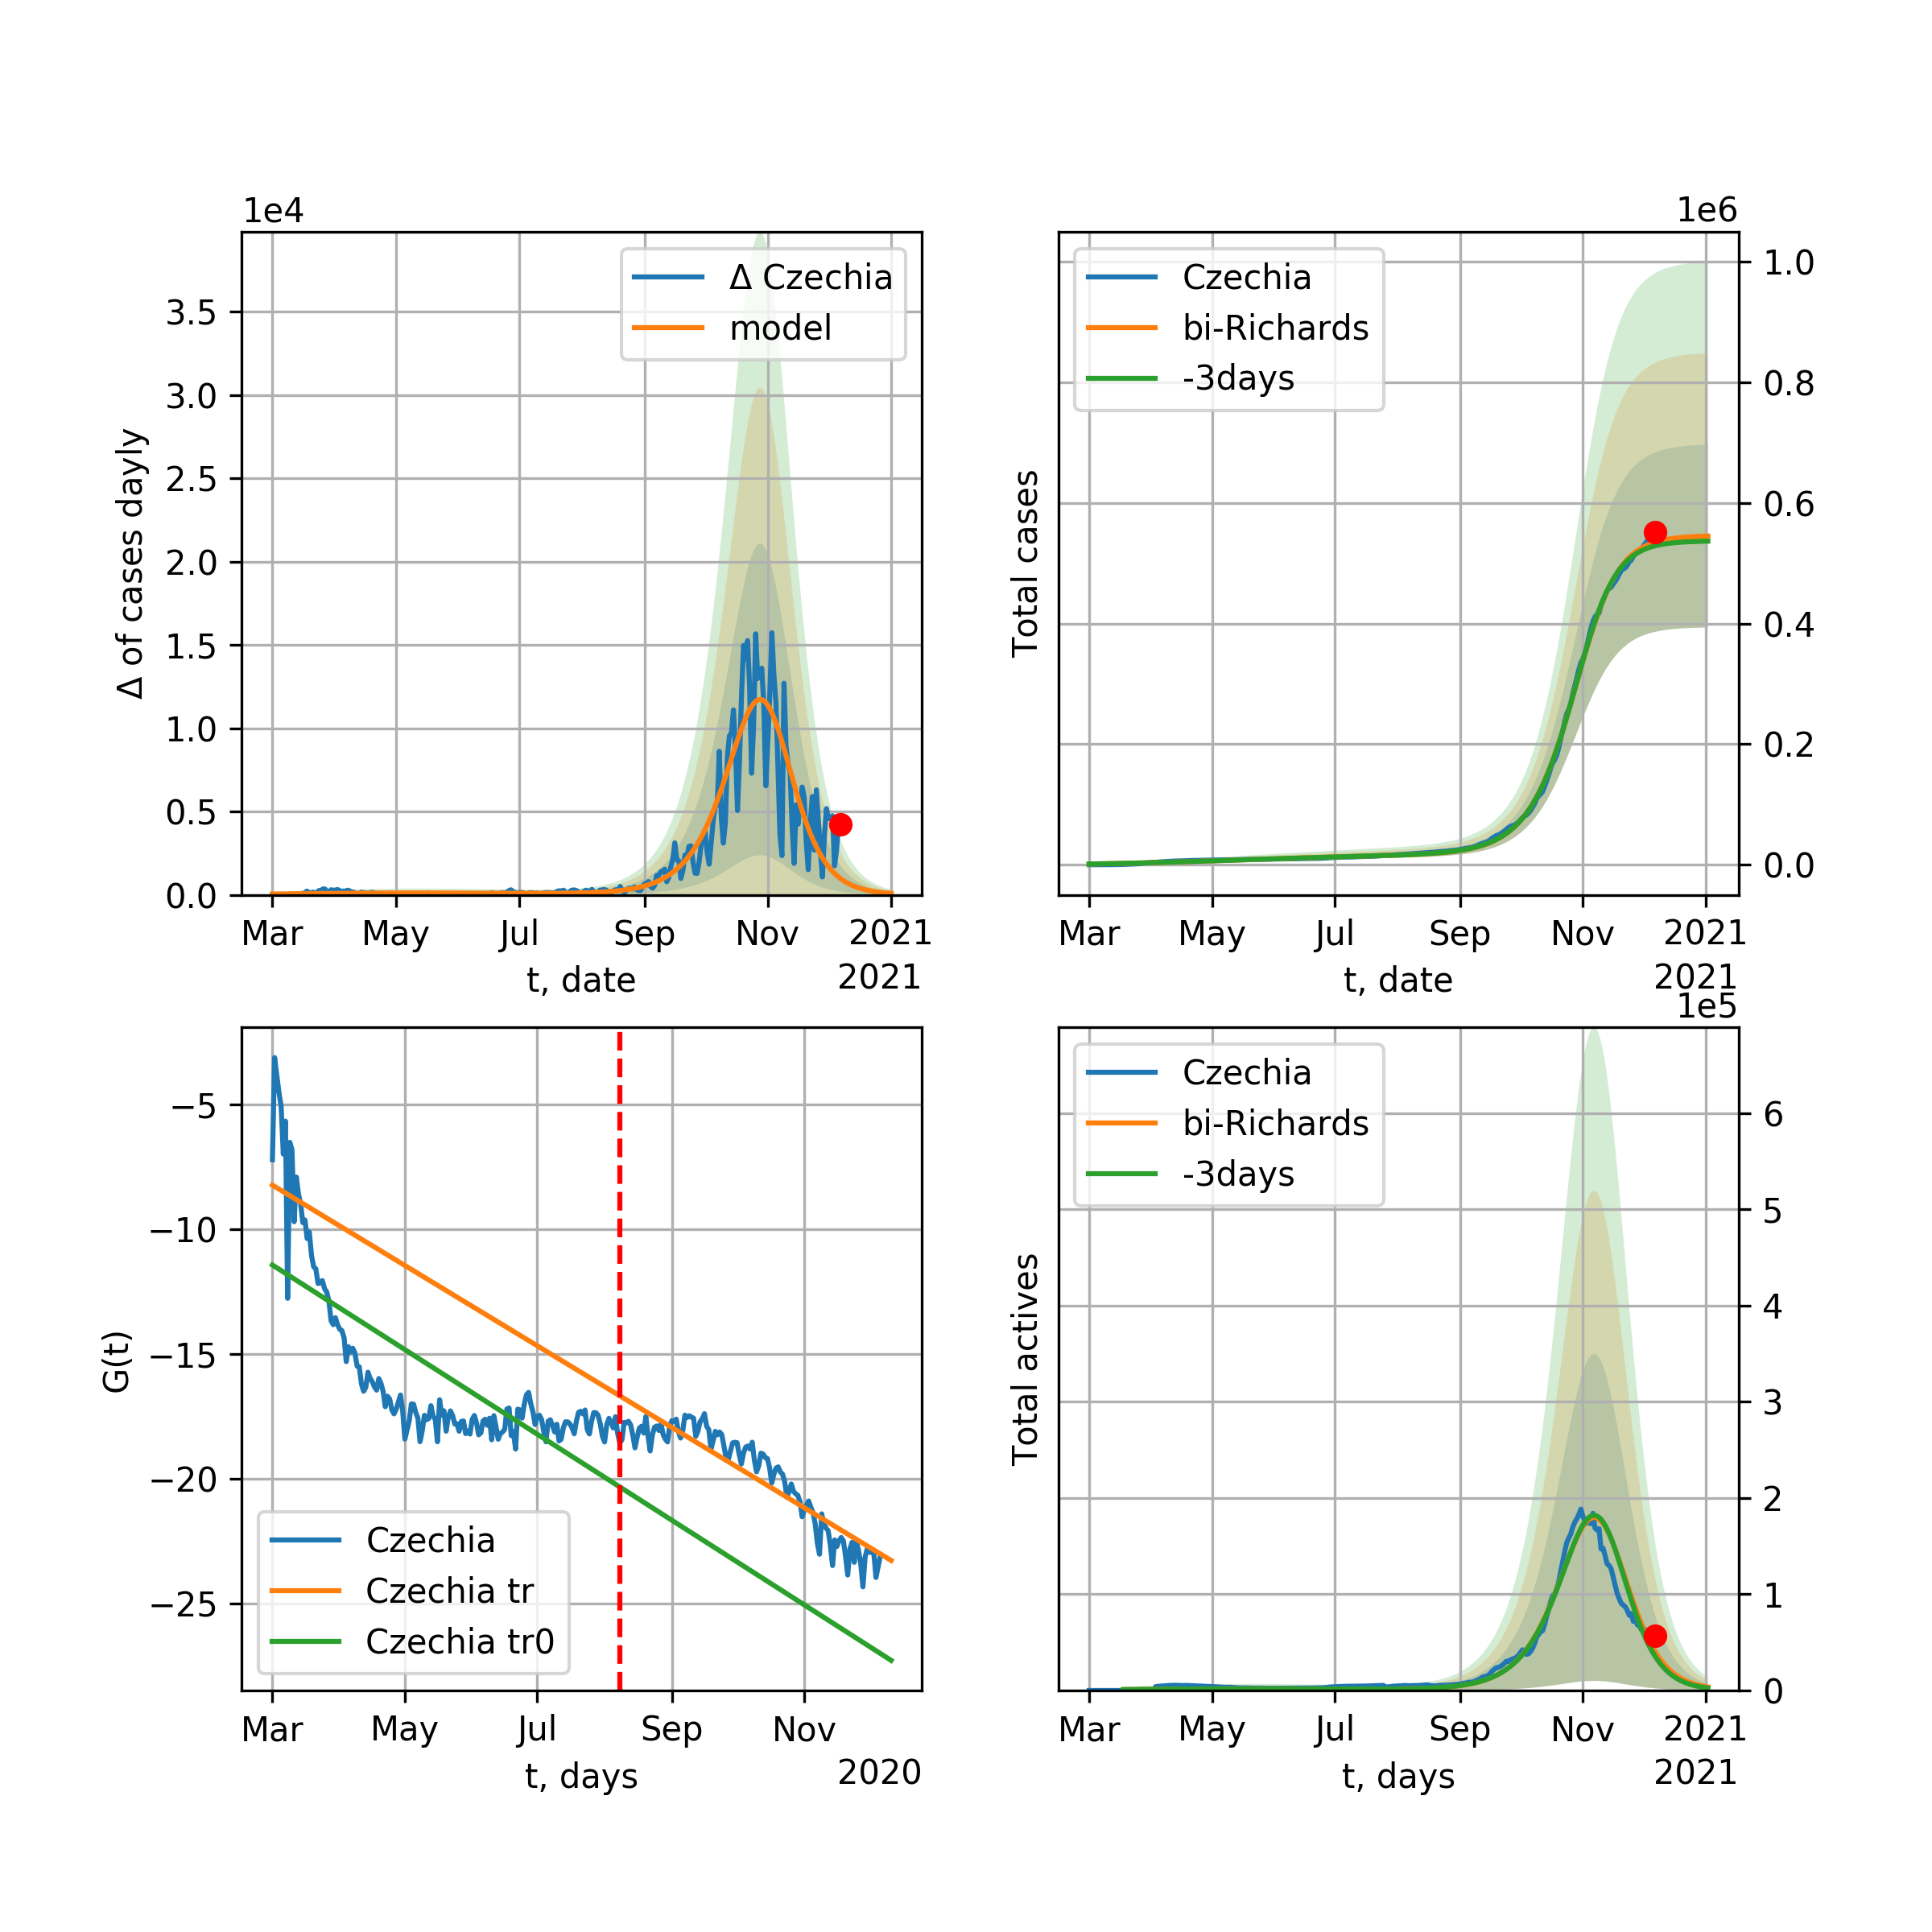 1e4
Δ of cases dayly
3.5
3.0
2.5
2.0
1.5
1.0
0.5
0.0
Δ Czechia
model
Mar May Jul Sep Nov 2021
t, date
2021
1e6
Total cases
Czechia
bi-Richards
-3days
1.0
0.8
0.6
0.4
0.2
0.0
Mar May Jul Sep Nov 2021
t, date
2021
G(t)
−5
−10
−15
−20
−25
Czechia
Czechia tr
Czechia tr0
Mar May Jul Sep Nov
t, days
2020
1e5
Total actives
Czechia
bi-Richards
-3days
6
5
4
3
2
1
0
Mar May Jul Sep Nov 2021
t, days
2021